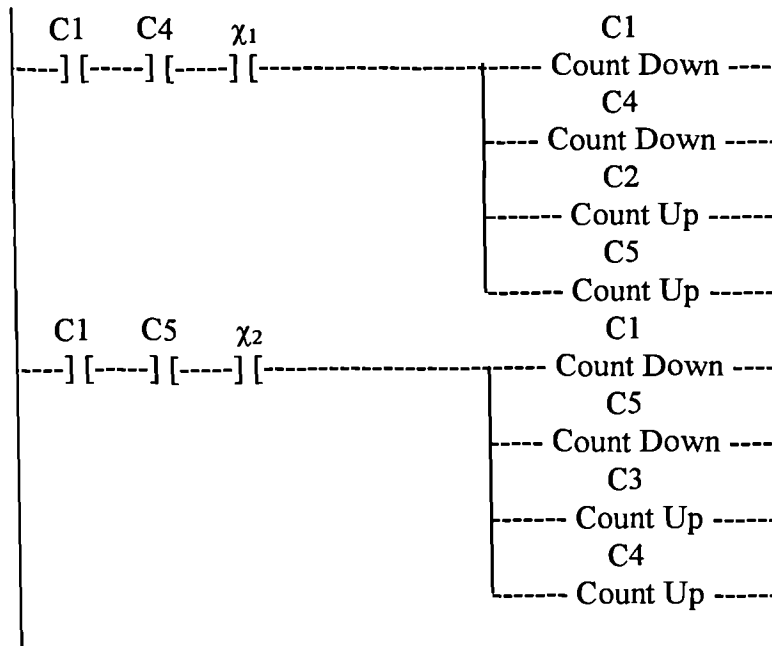 C1 C4 χ1 C1
----] [-----] [-----] [------------------------------ Count Down ----
C4
----- Count Down -----
C2
------- Count Up ------
C5
------- Count Up ------
C1 C5 χ2 C1
----] [-----] [-----] [------------------------------ Count Down ----
C5
----- Count Down ----
C3
------ Count Up ------
C4
------ Count Up ------